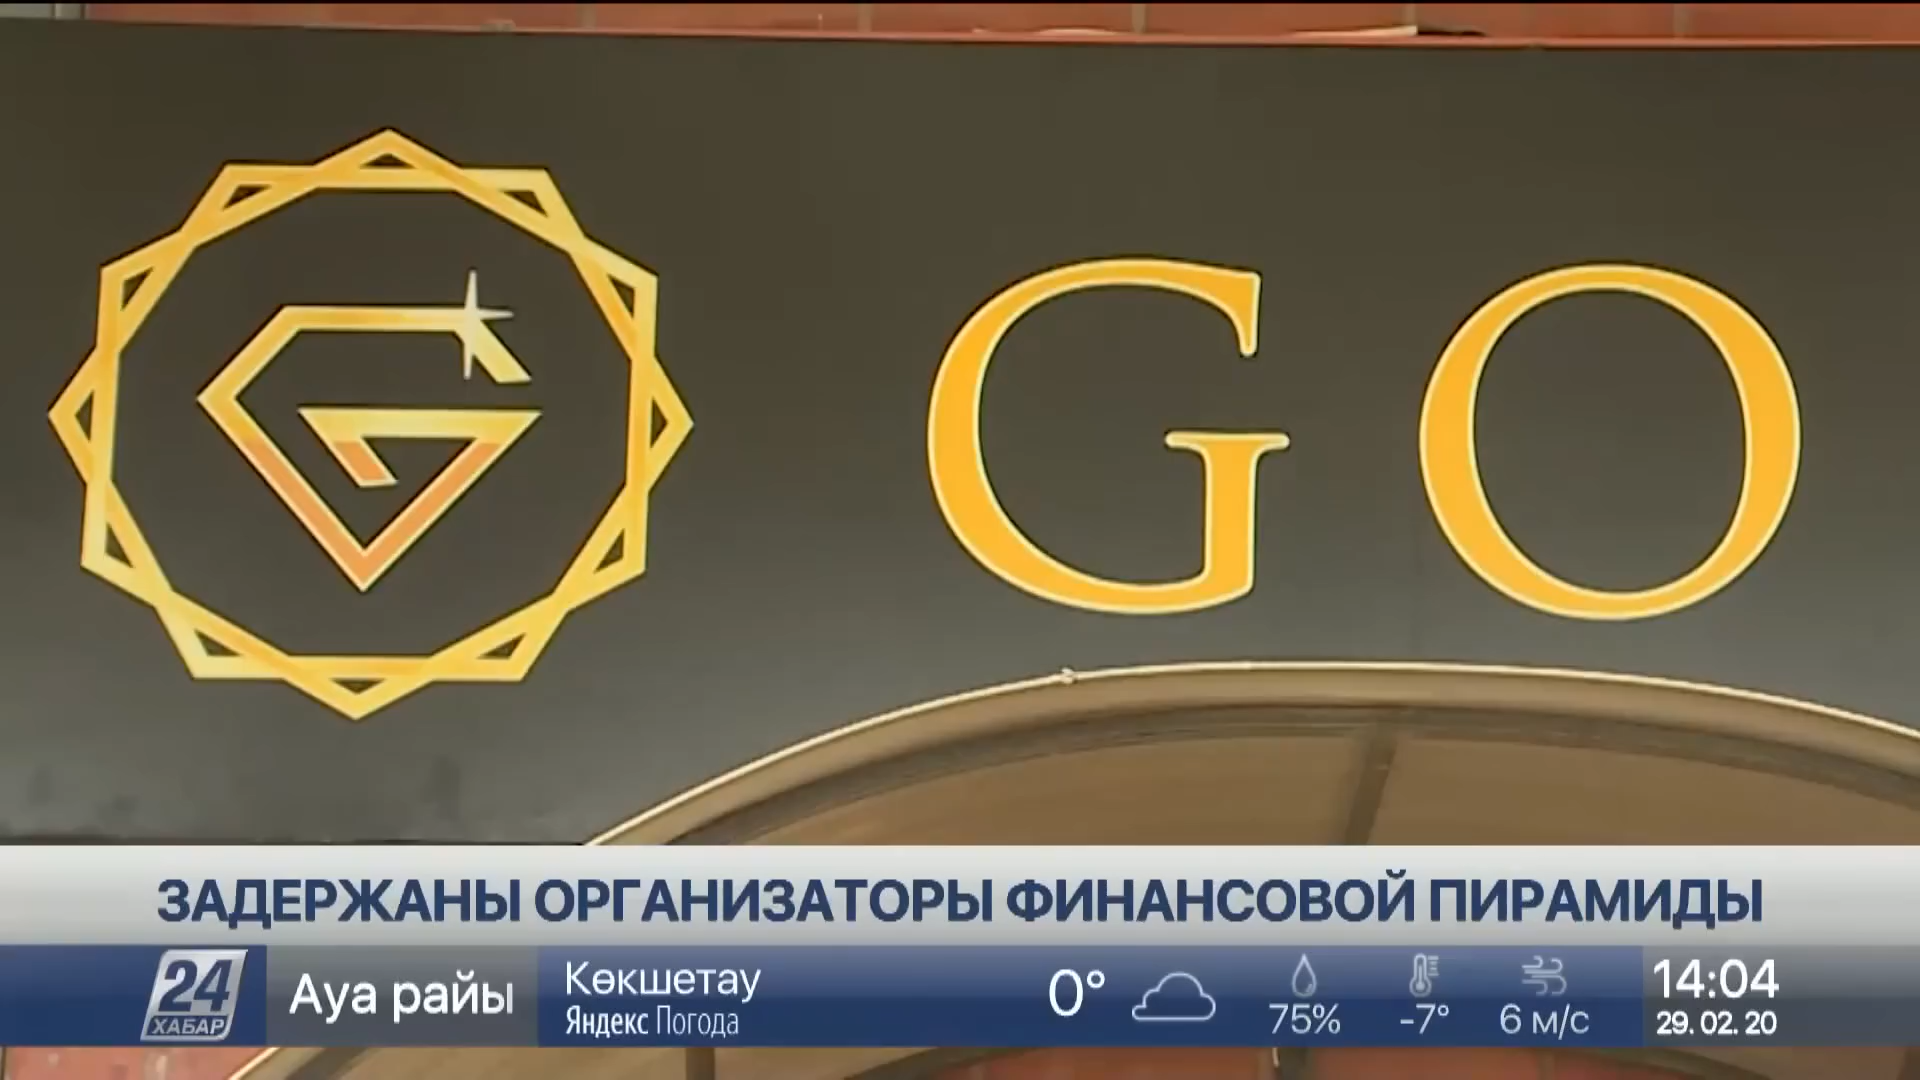 GO
ЗАДЕРЖАНЫ ОРГАНИЗАТОРЫ ФИНАНСОВОЙ ПИРАМИДЫ
24
ХАБАР
Ауа райы
Көкшетау
Яндекс Погода
0°
75%
-7°
6 м/с
14:04
29. 02. 20